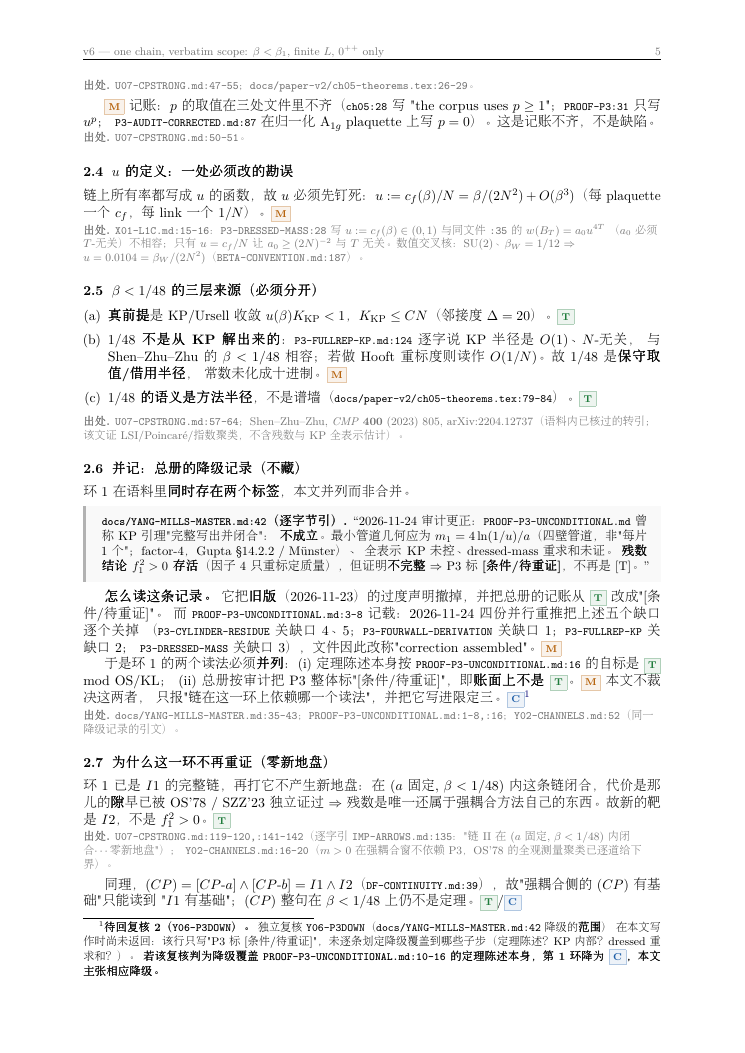 v6 — one chain, verbatim scope: β < β₁, finite L, 0⁺⁺ only 5
出处. U07-CPSTRONG.md:47-55; docs/paper-v2/ch05-theorems.tex:26-29。
M 记账：p 的取值在三处文件里不齐（ch05:28 写 "the corpus uses p ≥ 1"；PROOF-P3:31 只写
uᵖ；P3-AUDIT-CORRECTED.md:87 在归一化 A₁g plaquette 上写 p = 0）。这是记账不齐，不是缺陷。
出处. U07-CPSTRONG.md:50-51。
2.4 u 的定义：一处必须改的勘误
链上所有率都写成 u 的函数，故 u 必须先钉死：u := c_f(β)/N = β/(2N²) + O(β³)（每 plaquette
一个 c_f，每 link 一个 1/N）。M
出处. X01-L1C.md:15-16；P3-DRESSED-MASS:28 写 u := c_f(β) ∈ (0,1) 与同文件 :35 的 w(B_T) = a₀u⁴ᵀ （a₀ 必须
T-无关）不相容；只有 u = c_f/N 让 a₀ ≥ (2N)⁻² 与 T 无关。数值交叉核：SU(2)、β_W = 1/12 ⇒
u = 0.0104 = β_W/(2N²)（BETA-CONVENTION.md:187）。
2.5 β < 1/48 的三层来源（必须分开）
(a) 真前提是 KP/Ursell 收敛 u(β)K_KP < 1，K_KP ≤ CN（邻接度 Δ = 20）。T
(b) 1/48 不是从 KP 解出来的：P3-FULLREP-KP.md:124 逐字说 KP 半径是 O(1)、N-无关， 与
Shen–Zhu–Zhu 的 β < 1/48 相容；若做 Hooft 重标度则读作 O(1/N)。故 1/48 是保守取
值/借用半径， 常数未化成十进制。M
(c) 1/48 的语义是方法半径，不是谱墙（docs/paper-v2/ch05-theorems.tex:79-84）。T
出处. U07-CPSTRONG.md:57-64；Shen–Zhu–Zhu, CMP 400 (2023) 805, arXiv:2204.12737（语料内已核过的转引；
该文证 LSI/Poincaré/指数聚类，不含残数与 KP 全表示估计）。
2.6 并记：总册的降级记录（不藏）
环 1 在语料里同时存在两个标签，本文并列而非合并。
docs/YANG-MILLS-MASTER.md:42（逐字节引）. “2026-11-24 审计更正：PROOF-P3-UNCONDITIONAL.md 曾
称 KP 引理"完整写出并闭合"： 不成立。最小管道几何应为 m₁ = 4 ln(1/u)/a（四壁管道，非"每片
1 个"；factor-4，Gupta §14.2.2 / Münster）、 全表示 KP 未控、dressed-mass 重求和未证。 残数
结论 f₁² > 0 存活（因子 4 只重标定质量），但证明不完整 ⇒ P3 标 [条件/待重证]，不再是 [T]。”
怎么读这条记录。 它把旧版（2026-11-23）的过度声明撤掉，并把总册的记账从 T 改成"[条
件/待重证]"。 而 PROOF-P3-UNCONDITIONAL.md:3-8 记载：2026-11-24 四份并行重推把上述五个缺口
逐个关掉 （P3-CYLINDER-RESIDUE 关缺口 4、5；P3-FOURWALL-DERIVATION 关缺口 1；P3-FULLREP-KP 关
缺口 2； P3-DRESSED-MASS 关缺口 3），文件因此改称"correction assembled"。M
于是环 1 的两个读法必须并列：(i) 定理陈述本身按 PROOF-P3-UNCONDITIONAL.md:16 的自标是 T
mod OS/KL； (ii) 总册按审计把 P3 整体标"[条件/待重证]"，即账面上不是 T 。M 本文不裁
决这两者， 只报"链在这一环上依赖哪一个读法"，并把它写进限定三。C¹
出处. docs/YANG-MILLS-MASTER.md:35-43；PROOF-P3-UNCONDITIONAL.md:1-8,:16；Y02-CHANNELS.md:52（同一
降级记录的引文）。
2.7 为什么这一环不再重证（零新地盘）
环 1 已是 I1 的完整链，再打它不产生新地盘：在 (a 固定, β < 1/48) 内这条链闭合，代价是那
儿的隙早已被 OS'78 / SZZ'23 独立证过 ⇒ 残数是唯一还属于强耦合方法自己的东西。故新的靶
是 I2，不是 f₁² > 0。T
出处. U07-CPSTRONG.md:119-120,:141-142（逐字引 IMP-ARROWS.md:135："链 II 在 (a 固定, β < 1/48) 内闭
合⋯零新地盘"）； Y02-CHANNELS.md:16-20（m > 0 在强耦合窗不依赖 P3，OS'78 的全观测量聚类已逐道给下
界）。
同理，(CP) = [CP-a] ∧ [CP-b] = I1 ∧ I2（DF-CONTINUITY.md:39），故"强耦合侧的 (CP) 有基
础"只能读到 "I1 有基础"；(CP) 整句在 β < 1/48 上仍不是定理。T/C
¹待回复核 2（Y06-P3DOWN）。 独立复核 Y06-P3DOWN（docs/YANG-MILLS-MASTER.md:42 降级的范围） 在本文写
作时尚未返回：该行只写"P3 标 [条件/待重证]"，未逐条划定降级覆盖到哪些子步（定理陈述？KP 内部？dressed 重
求和？）。 若该复核判为降级覆盖 PROOF-P3-UNCONDITIONAL.md:10-16 的定理陈述本身，第 1 环降为 C，本文
主张相应降级。